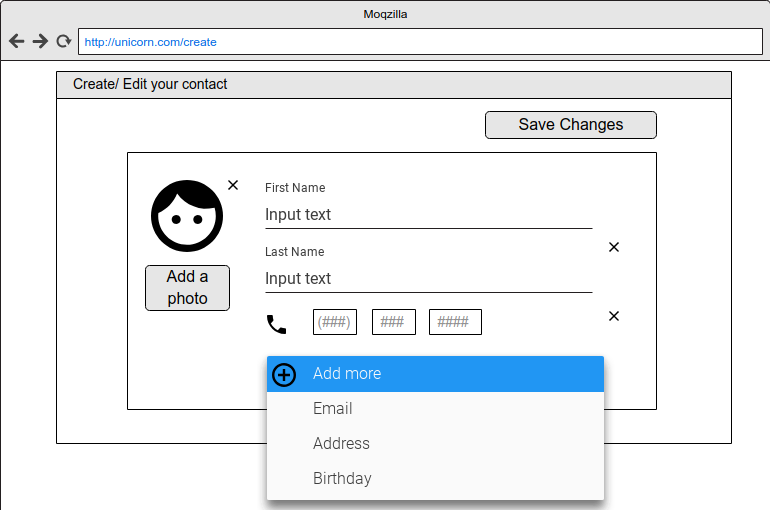 Moqzilla
http://unicorn.com/create
Create/ Edit your contact
Save Changes
First Name
Input text
Last Name
Input text
Add a
photo
(###) ### ####
Add more
Email
Address
Birthday